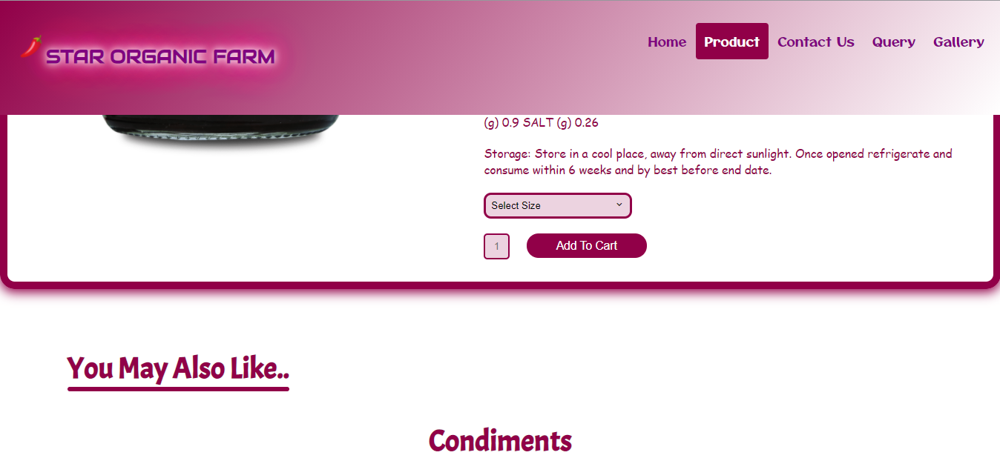 STAR ORGANIC FARM
Home Product Contact Us Query Gallery
(g) 0.9 SALT (g) 0.26
Storage: Store in a cool place, away from direct sunlight. Once opened refrigerate and
consume within 6 weeks and by best before end date.
Select Size
1 Add To Cart
You May Also Like..
Condiments